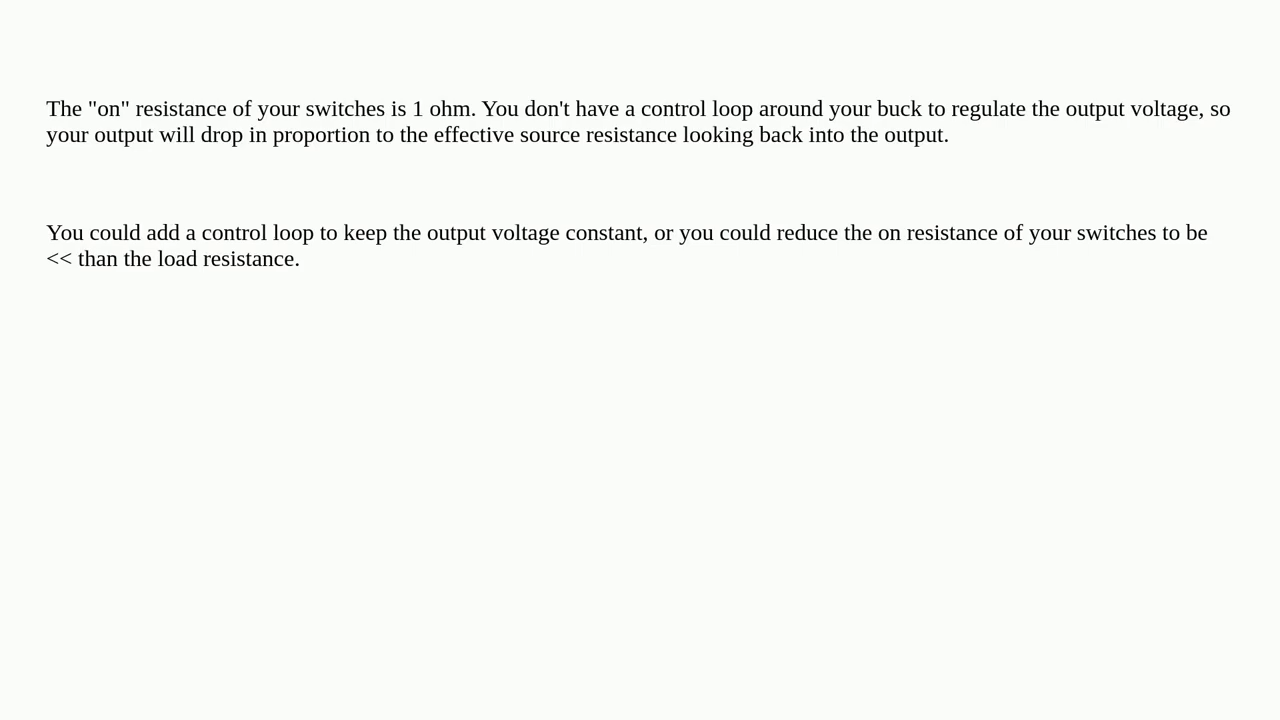 The "on" resistance of your switches is 1 ohm. You don't have a control loop around your buck to regulate the output voltage, so
your output will drop in proportion to the effective source resistance looking back into the output.
You could add a control loop to keep the output voltage constant, or you could reduce the on resistance of your switches to be
<< than the load resistance.